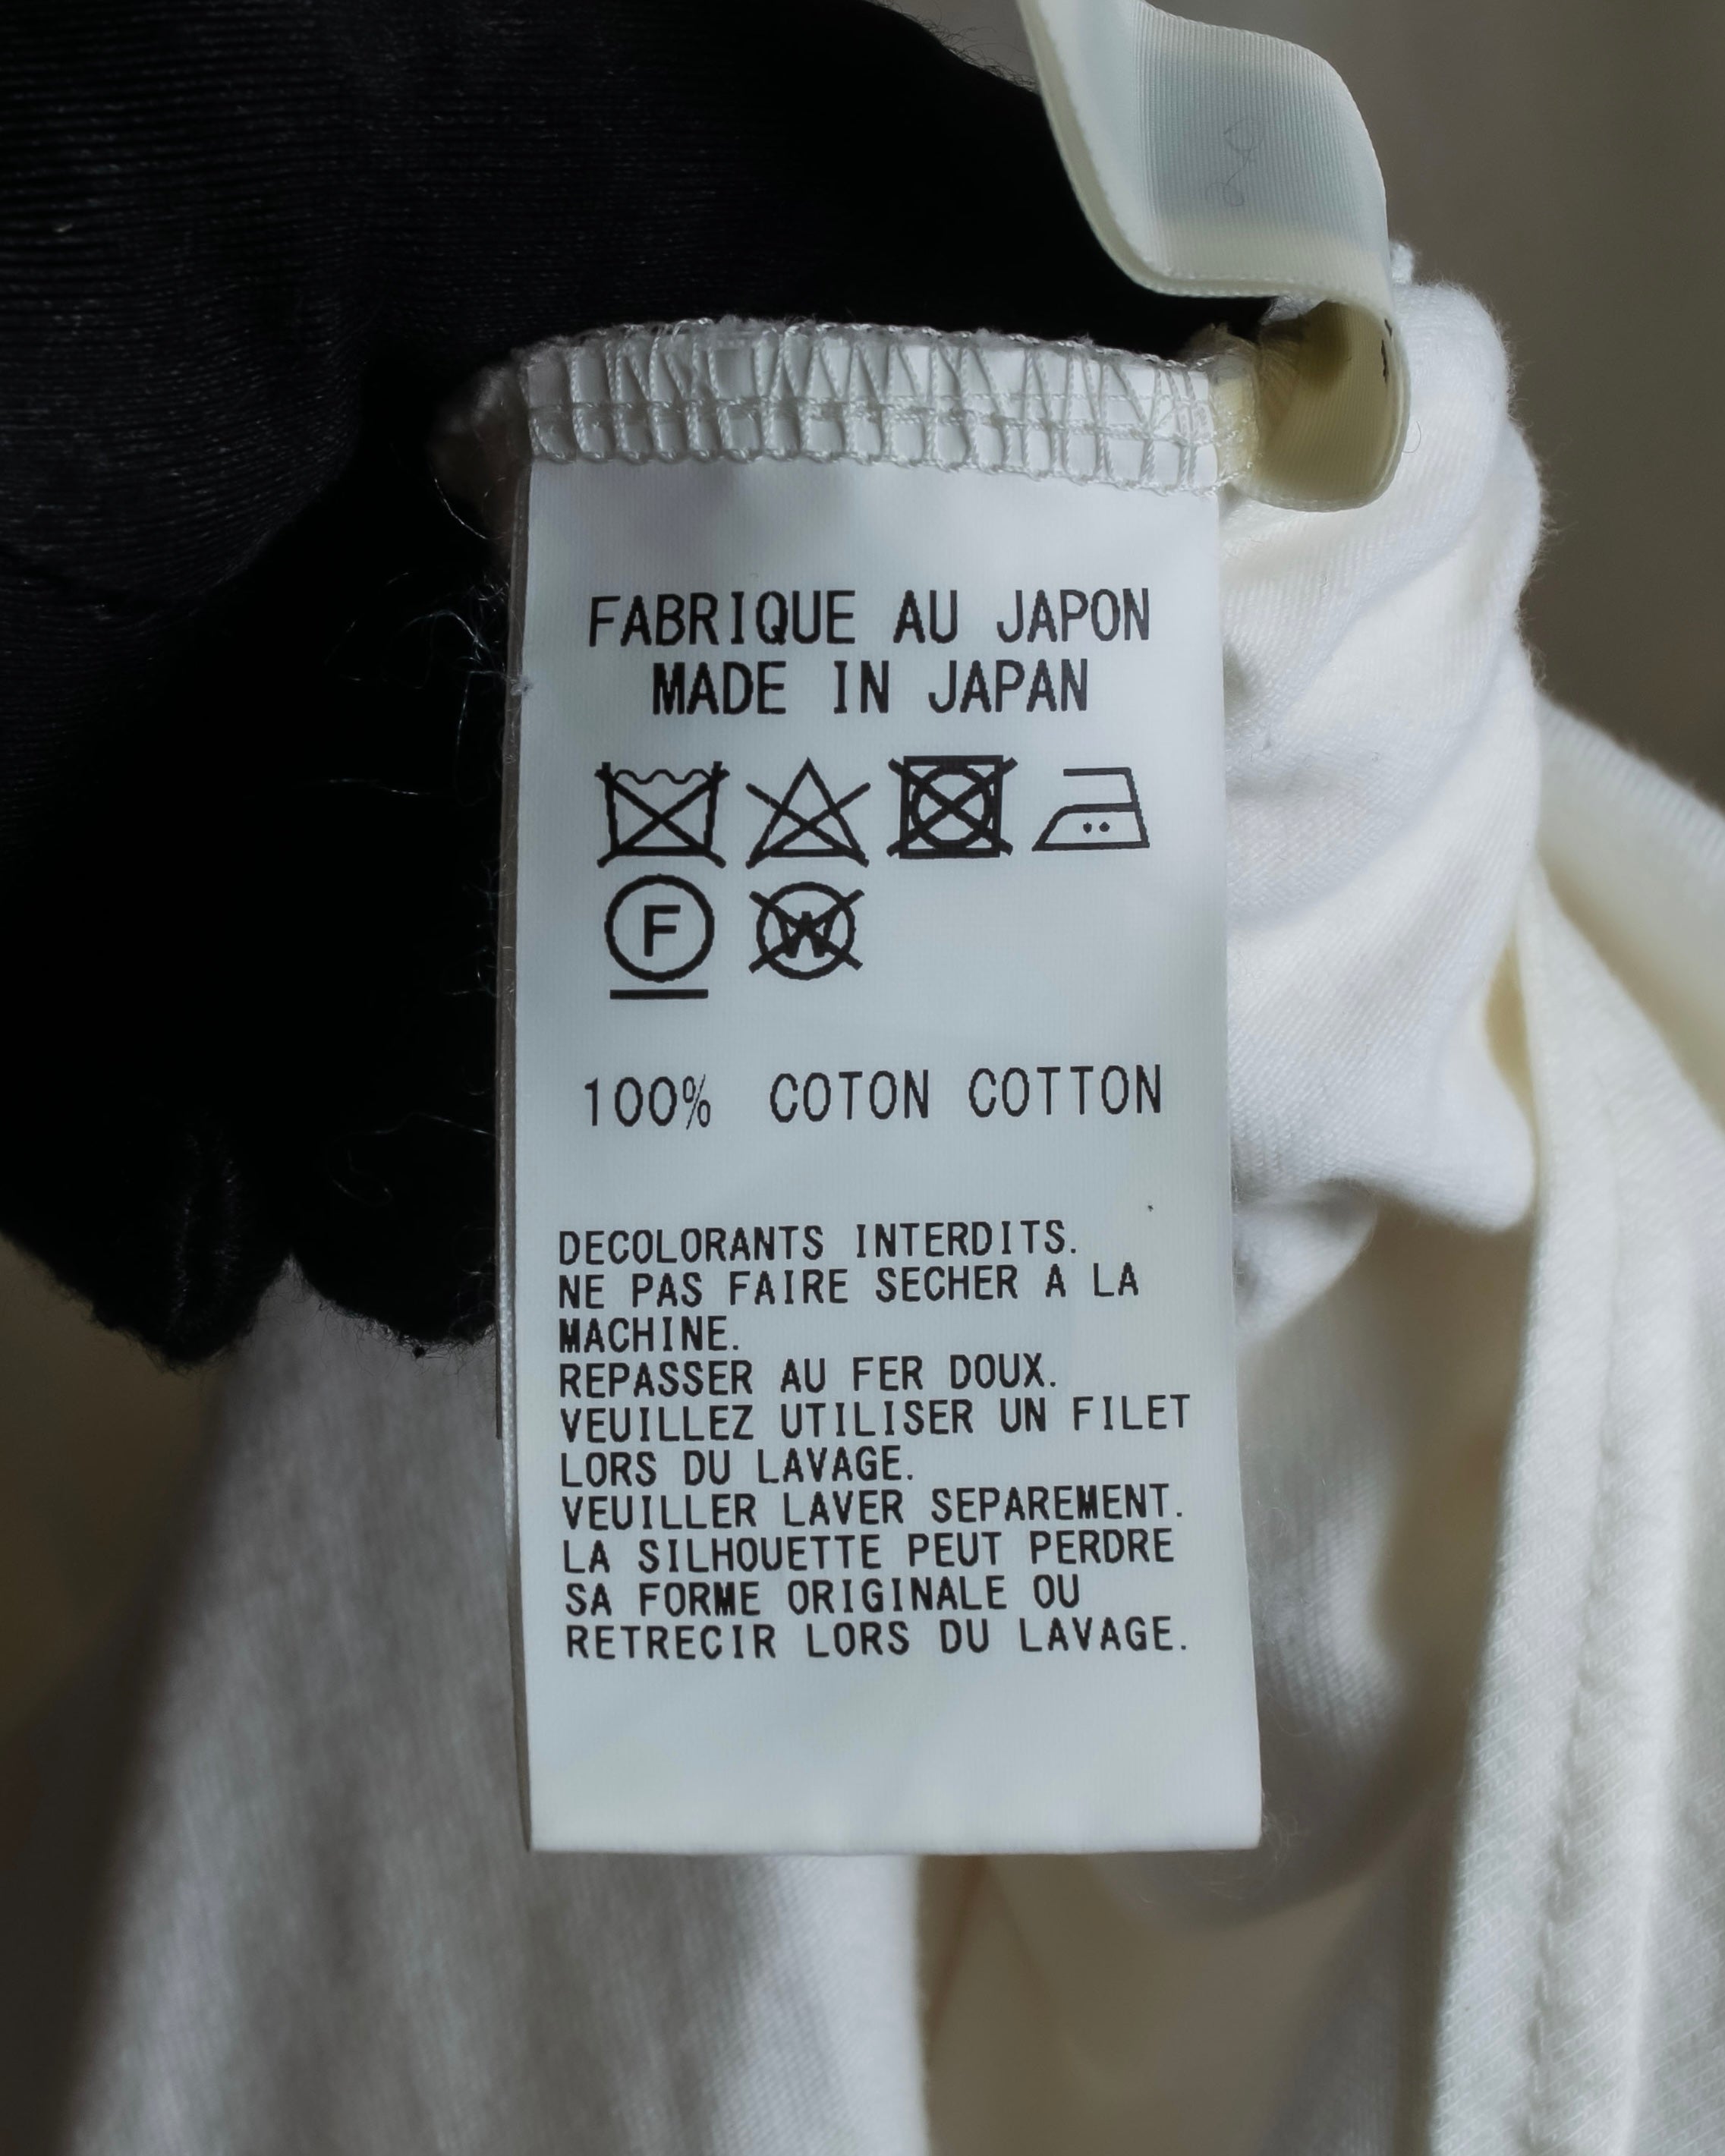 FABRIQUE AU JAPON
MADE IN JAPAN
F
W
100% COTON COTTON
DECOLORANTS INTERDITS.
NE PAS FAIRE SECHER A LA
MACHINE.
REPASSER AU FER DOUX.
VEUILLEZ UTILISER UN FILET
LORS DU LAVAGE.
VEUILLER LAVER SEPAREMENT.
LA SILHOUETTE PEUT PERDRE
SA FORME ORIGINALE OU
RETRECIR LORS DU LAVAGE.